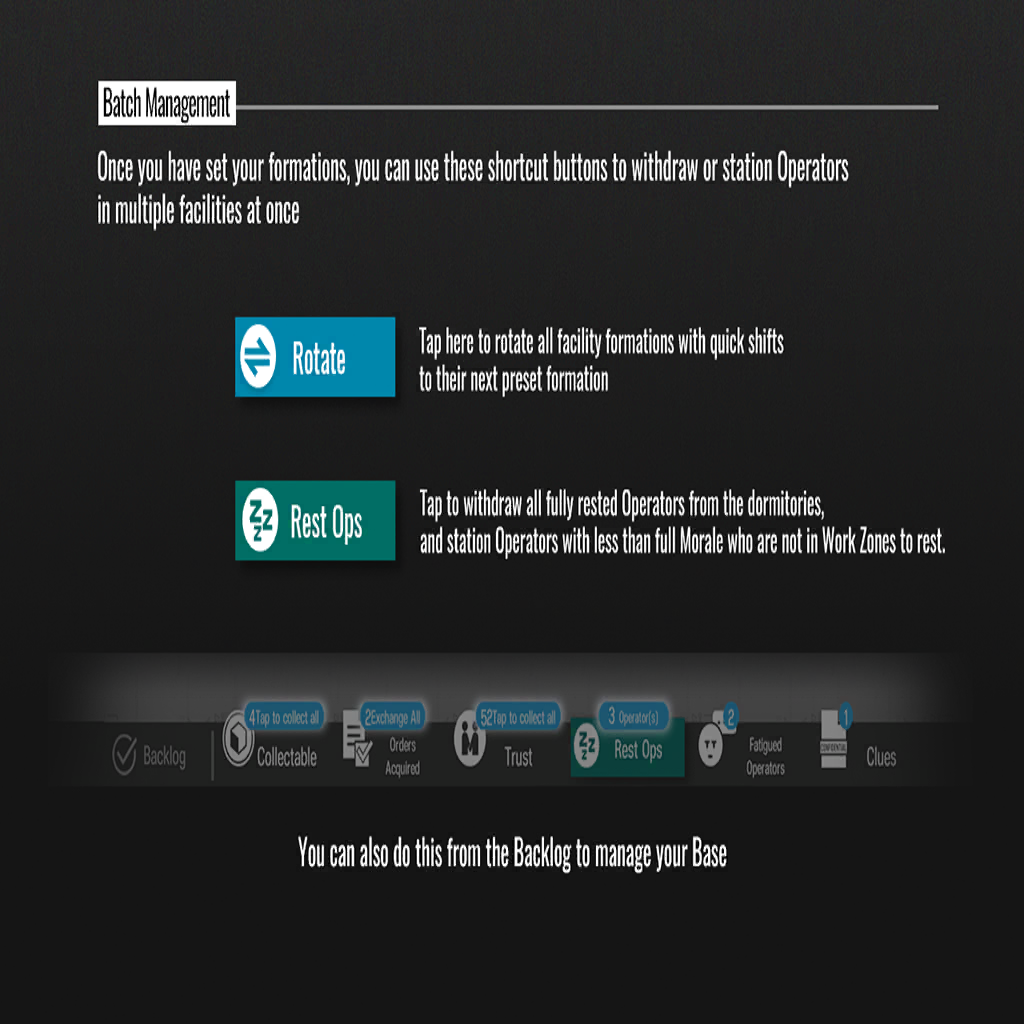 Batch Management
Once you have set your formations, you can use these shortcut buttons to withdraw or station Operators
in multiple facilities at once
Rotate
Tap here to rotate all facility formations with quick shifts
to their next preset formation
ZZZ
Rest Ops
Tap to withdraw all fully rested Operators from the dormitories,
and station Operators with less than full Morale who are not in Work Zones to rest.
Backlog
4 Tap to collect all
Collectable
2 Exchange All
Orders
Acquired
52 Tap to collect all
Trust
3 Operator(s)
ZZZ
Rest Ops
2
Fatigued
Operators
1
CONFIDENTIAL
Clues
You can also do this from the Backlog to manage your Base